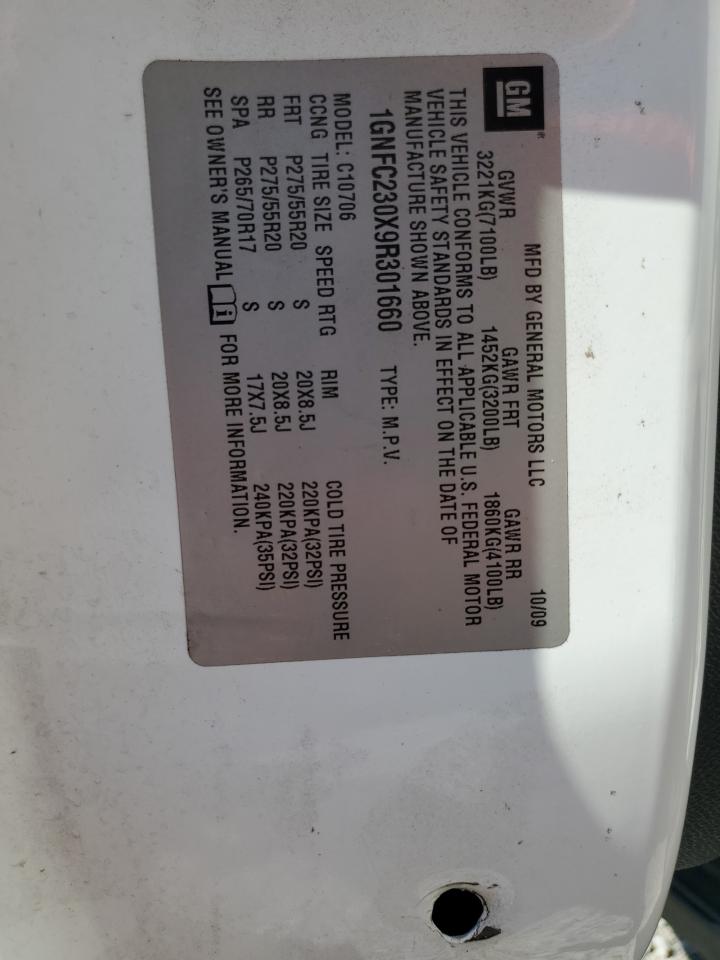 GM
MFD BY GENERAL MOTORS LLC 10/09
GVWR GAWR FRT GAWR RR
3221KG(7100LB) 1452KG(3200LB) 1860KG(4100LB)
THIS VEHICLE CONFORMS TO ALL APPLICABLE U.S. FEDERAL MOTOR
VEHICLE SAFETY STANDARDS IN EFFECT ON THE DATE OF
MANUFACTURE SHOWN ABOVE.
1GNFC230X9R301660 TYPE: M.P.V.
MODEL: C10706
CCNG TIRE SIZE SPEED RTG RIM COLD TIRE PRESSURE
FRT P275/55R20 S 20X8.5J 220KPA(32PSI)
RR P275/55R20 S 20X8.5J 220KPA(32PSI)
SPA P265/70R17 S 17X7.5J 240KPA(35PSI)
SEE OWNER'S MANUAL FOR MORE INFORMATION.